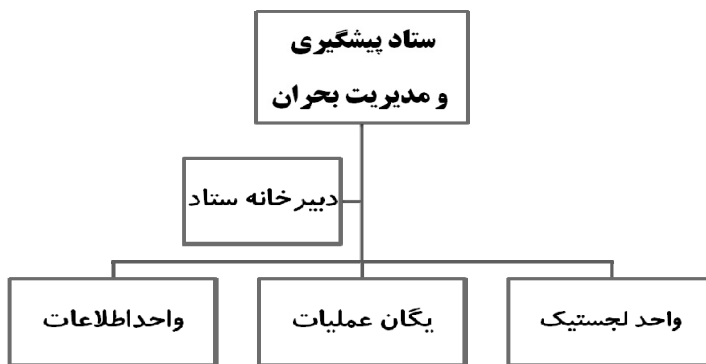 ستاد پیشگیری
و مدیریت بحران
دبیرخانه ستاد
واحد لجستیک
یگان عملیات
واحداطلاعات